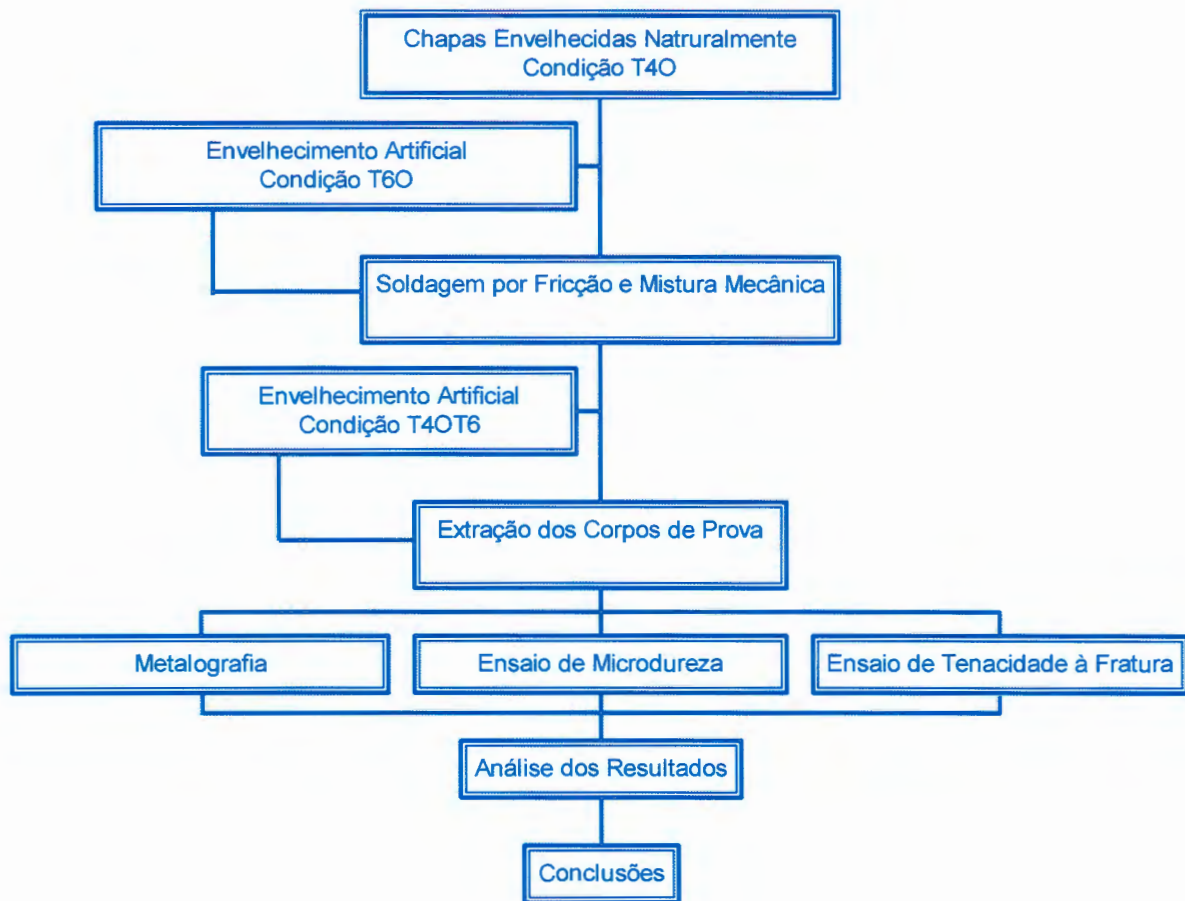 Chapas Envelhecidas Natruralmente
Condição T4O
Envelhecimento Artificial
Condição T6O
Soldagem por Fricção e Mistura Mecânica
Envelhecimento Artificial
Condição T4OT6
Extração dos Corpos de Prova
Metalografia
Ensaio de Microdureza
Ensaio de Tenacidade à Fratura
Análise dos Resultados
Conclusões